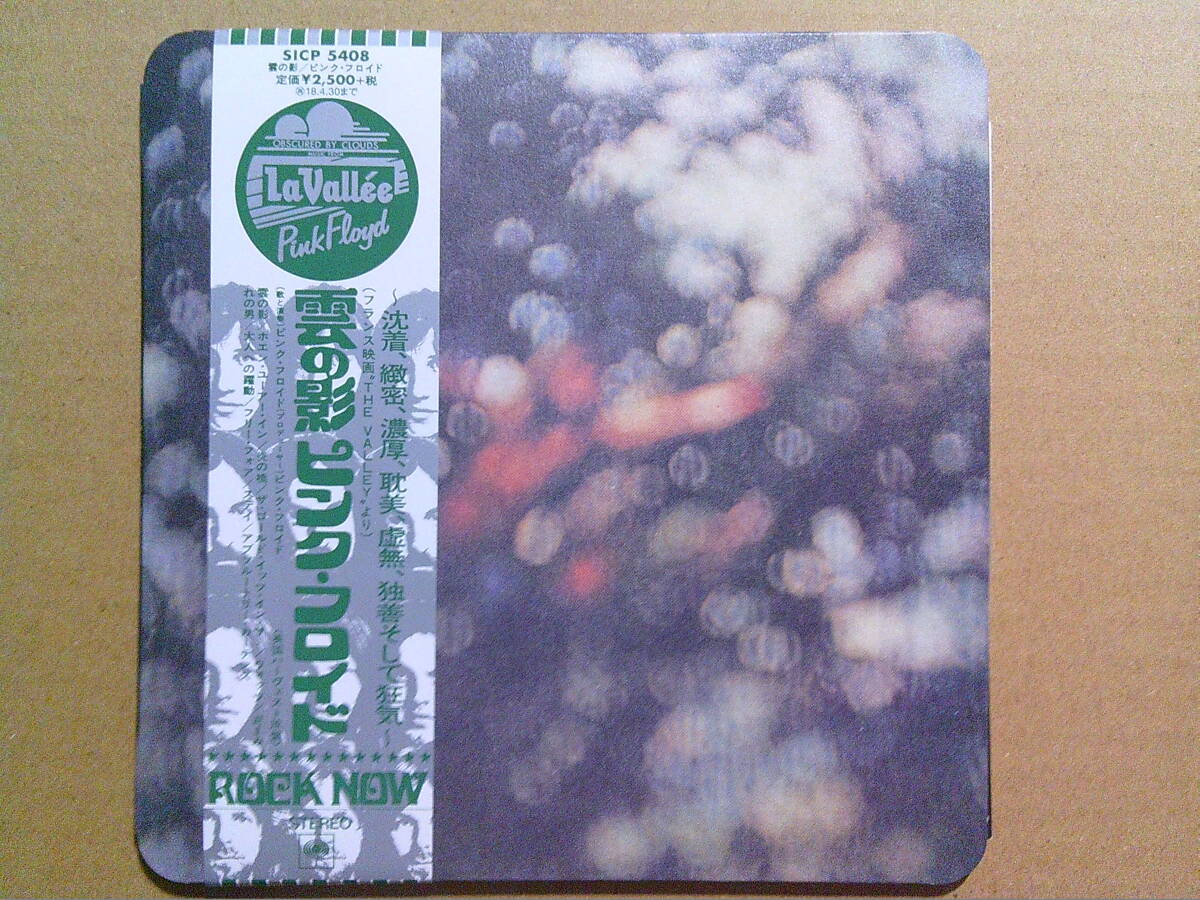 SICP 5408
雲の影/ピンク・フロイド
定価¥2,500+税
18.4.30まで
OBSCURED BY CLOUDS
MUSIC FROM
La Vallée
Pink Floyd
～沈着、緻密、濃厚、耽美、虚無、独善そして狂気～
(フランス映画"THE VALLEY"より)
雲の影 ピンク・フロイド
ROCK NOW
STEREO